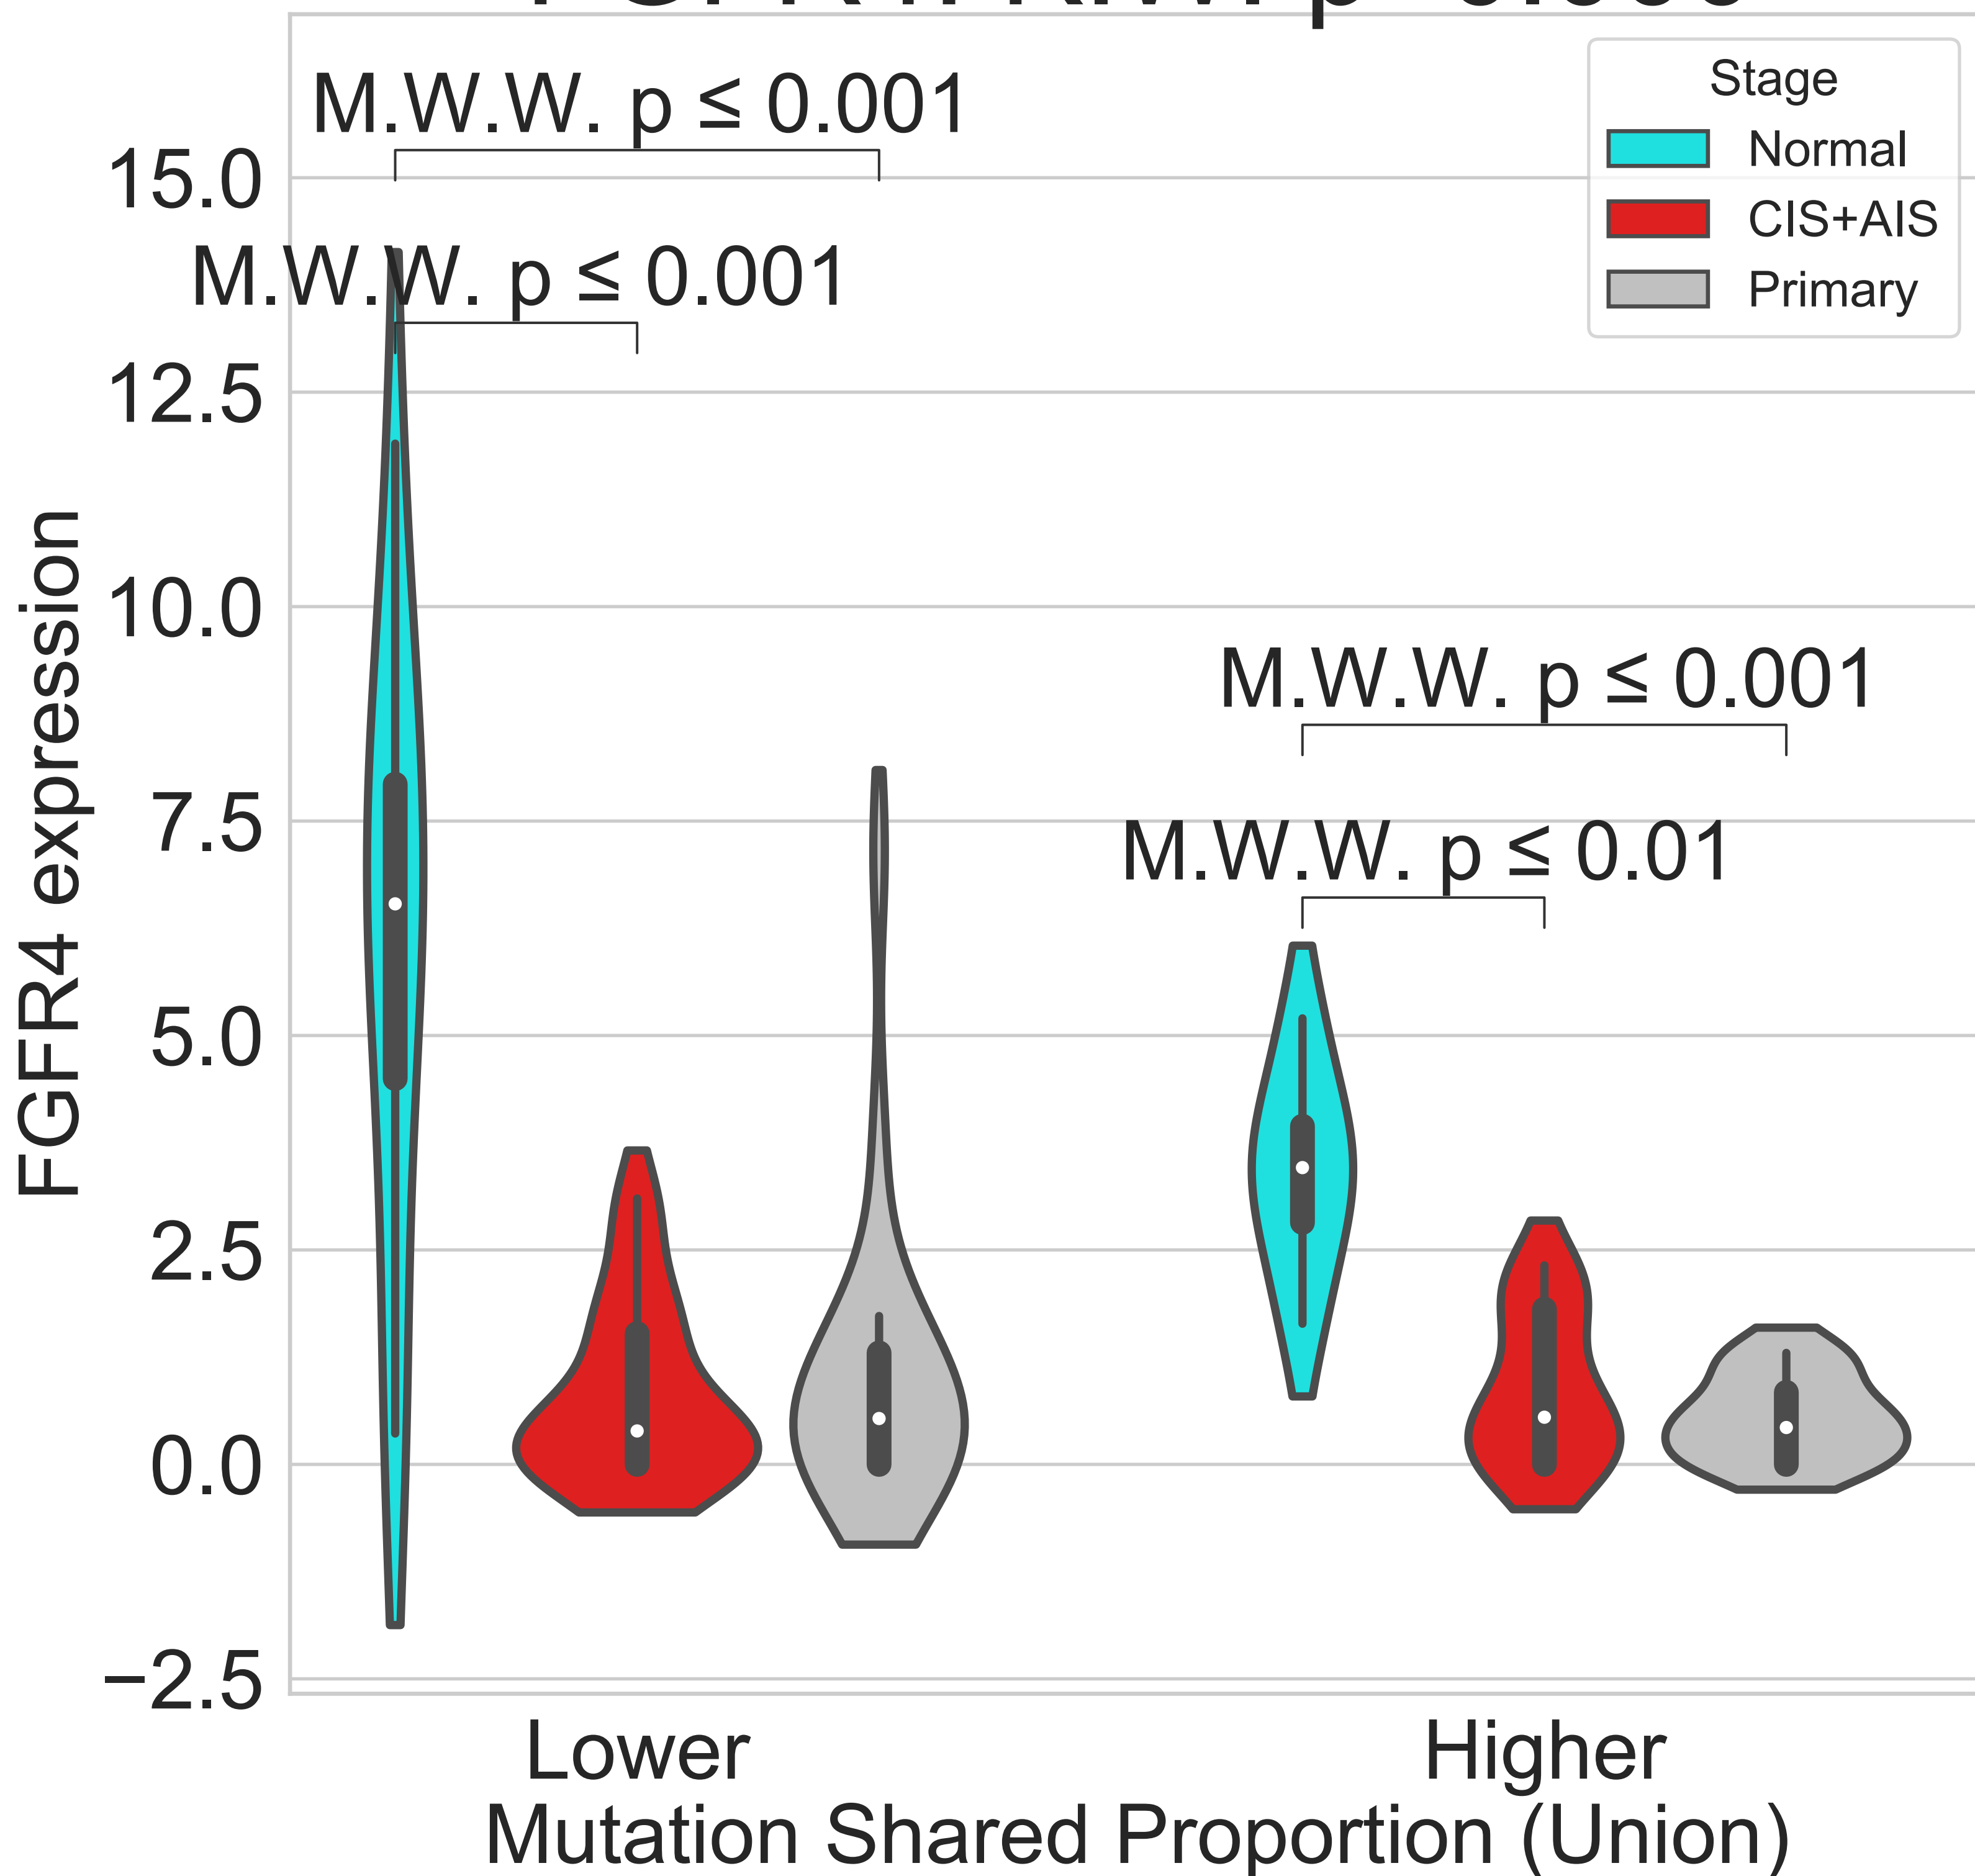 M.W.W. p ≤ 0.001
M.W.W. p ≤ 0.001
M.W.W. p ≤ 0.001
M.W.W. p ≤ 0.01
Stage
Normal
CIS+AIS
Primary
15.0
12.5
10.0
7.5
5.0
2.5
0.0
−2.5
FGFR4 expression
Lower
Higher
Mutation Shared Proportion (Union)